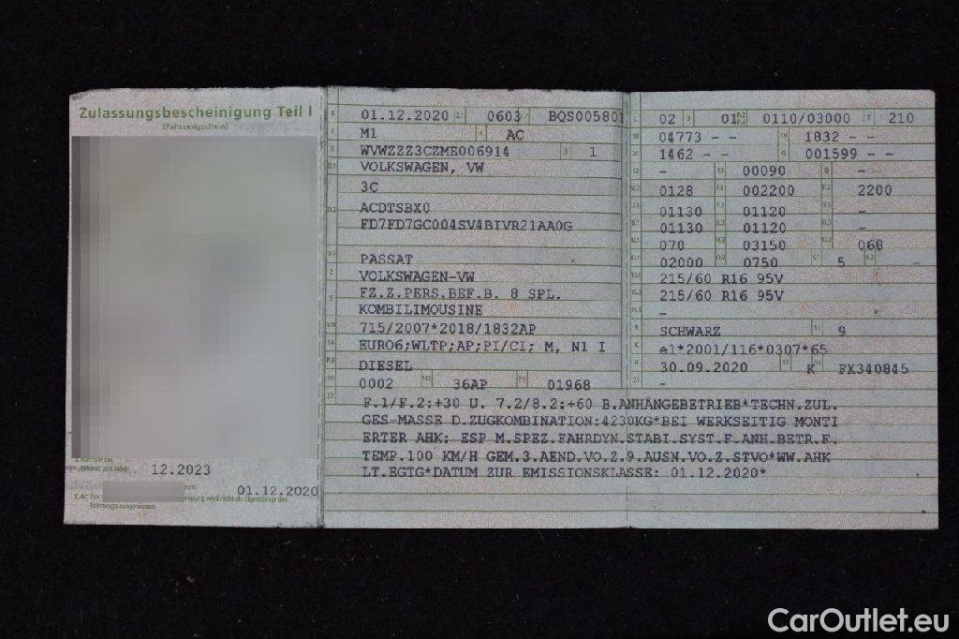 Zulassungsbescheinigung Teil I
(Fahrzeugschein)
12.2023
01.12.2020
01.12.2020 0603 BQS005801
M1 AC
WVWZZZ3CZME006914 1
VOLKSWAGEN, VW
3C
ACDTSBX0
FD7FD7GC004SV4BIVR21AA0G
PASSAT
VOLKSWAGEN-VW
FZ.Z.PERS.BEF.B. 8 SPL.
KOMBILIMOUSINE
715/2007*2018/1832AP
EURO6;WLTP;AP;PI/CI; M, N1 I
DIESEL
0002 36AP 01968
02 01 0110/03000 210
04773 - - 1832 - -
1462 - - 001599 - -
- 00090 -
0128 002200 2200
01130 01120 -
01130 01120 -
070 03150 068
02000 0750 5 -
215/60 R16 95V
215/60 R16 95V
-
SCHWARZ 9
e1*2001/116*0307*65
30.09.2020 K FX340845
-
F.1/F.2:+30 U. 7.2/8.2:+60 B.ANHÄNGEBETRIEB*TECHN.ZUL.
GES-MASSE D.ZUGKOMBINATION:4230KG*BEI WERKSEITIG MONTI
ERTER AHK: ESP M.SPEZ.FAHRDYN.STABI.SYST.F.ANH.BETR.F.
TEMP.100 KM/H GEM.3.AEND.VO.Z.9.AUSN.VO.Z.STVO*WW.AHK
LT.EGTG*DATUM ZUR EMISSIONSKLASSE: 01.12.2020*
CarOutlet.eu